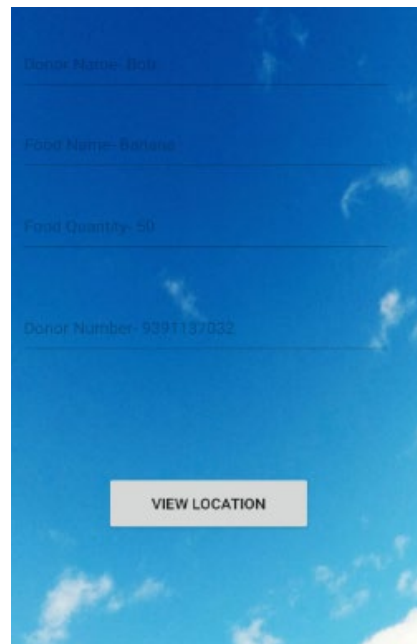 Donor Name- Bob
Food Name- Banana
Food Quantity- 50
Donor Number- 9391137032
VIEW LOCATION